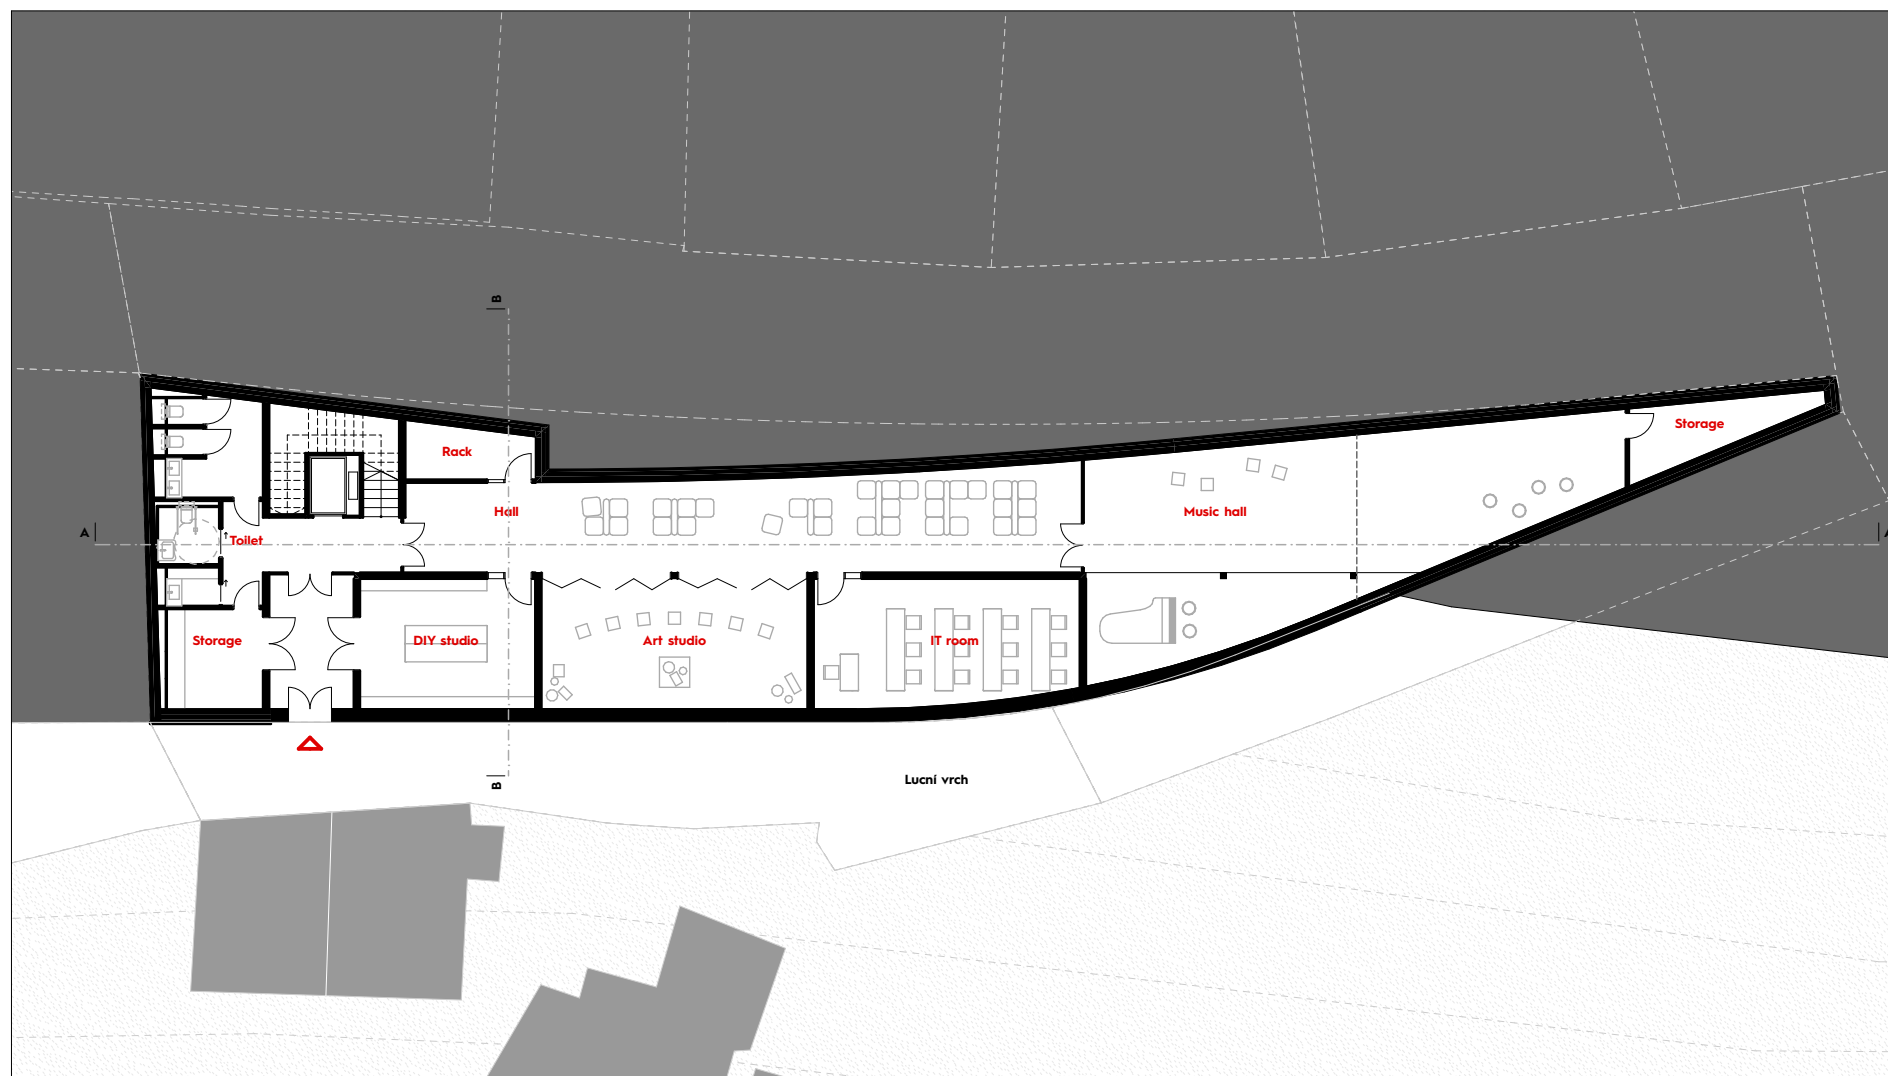 B
Rack
Storage
Hall
Music hall
A
Toilet
A
Storage
DIY studio
Art studio
IT room
Lucní vrch
B